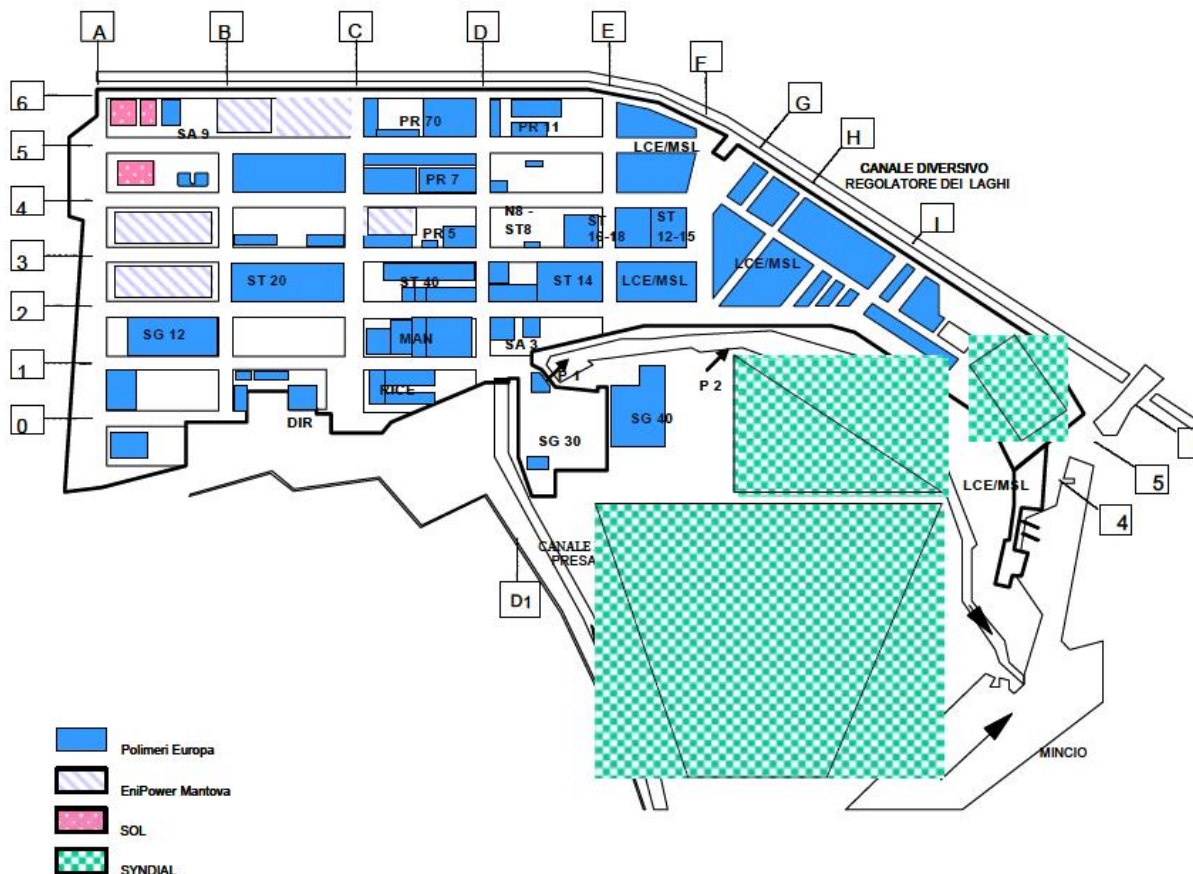 A
B
C
D
E
F
G
H
I
6
5
4
3
2
1
0
SA 9
PR 70
PR 11
LCE/MSL
CANALE DIVERSIVO
REGOLATORE DEI LAGHI
PR 7
N8 -
ST8
PR 5
ST
16-18
ST
12-15
LCE/MSL
ST 20
ST 40
ST 14
LCE/MSL
SG 12
MAN
SA 3
P 1
P 2
RICE
DIR
SG 40
SG 30
LCE/MSL
5
4
CANALE
PRESA
D1
MINCIO
Polimeri Europa
EniPower Mantova
SOL
SYNDIAL